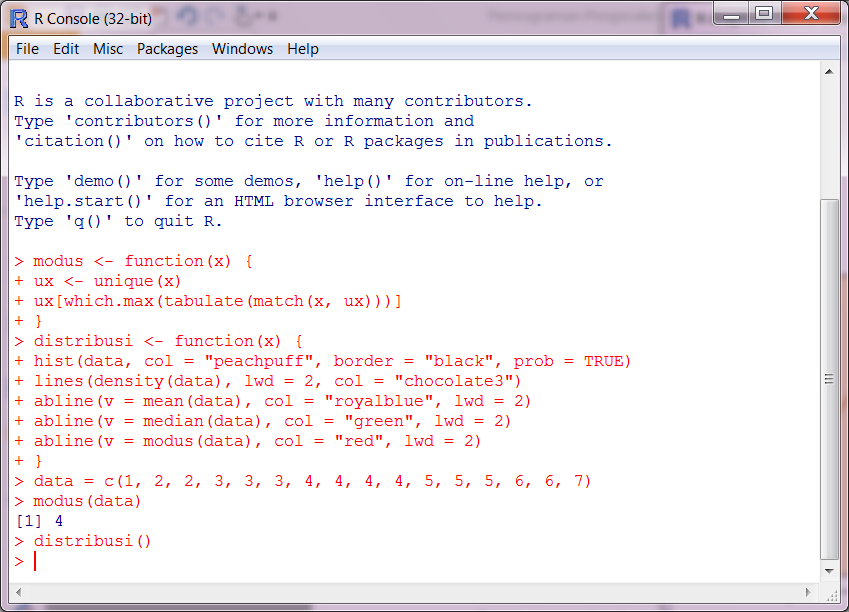 R Console (32-bit)
File Edit Misc Packages Windows Help
R is a collaborative project with many contributors.
Type 'contributors()' for more information and
'citation()' on how to cite R or R packages in publications.
Type 'demo()' for some demos, 'help()' for on-line help, or
'help.start()' for an HTML browser interface to help.
Type 'q()' to quit R.
> modus <- function(x) {
+ ux <- unique(x)
+ ux[which.max(tabulate(match(x, ux)))]
+ }
> distribusi <- function(x) {
+ hist(data, col = "peachpuff", border = "black", prob = TRUE)
+ lines(density(data), lwd = 2, col = "chocolate3")
+ abline(v = mean(data), col = "royalblue", lwd = 2)
+ abline(v = median(data), col = "green", lwd = 2)
+ abline(v = modus(data), col = "red", lwd = 2)
+ }
> data = c(1, 2, 2, 3, 3, 3, 4, 4, 4, 4, 5, 5, 5, 6, 6, 7)
> modus(data)
[1] 4
> distribusi()
>